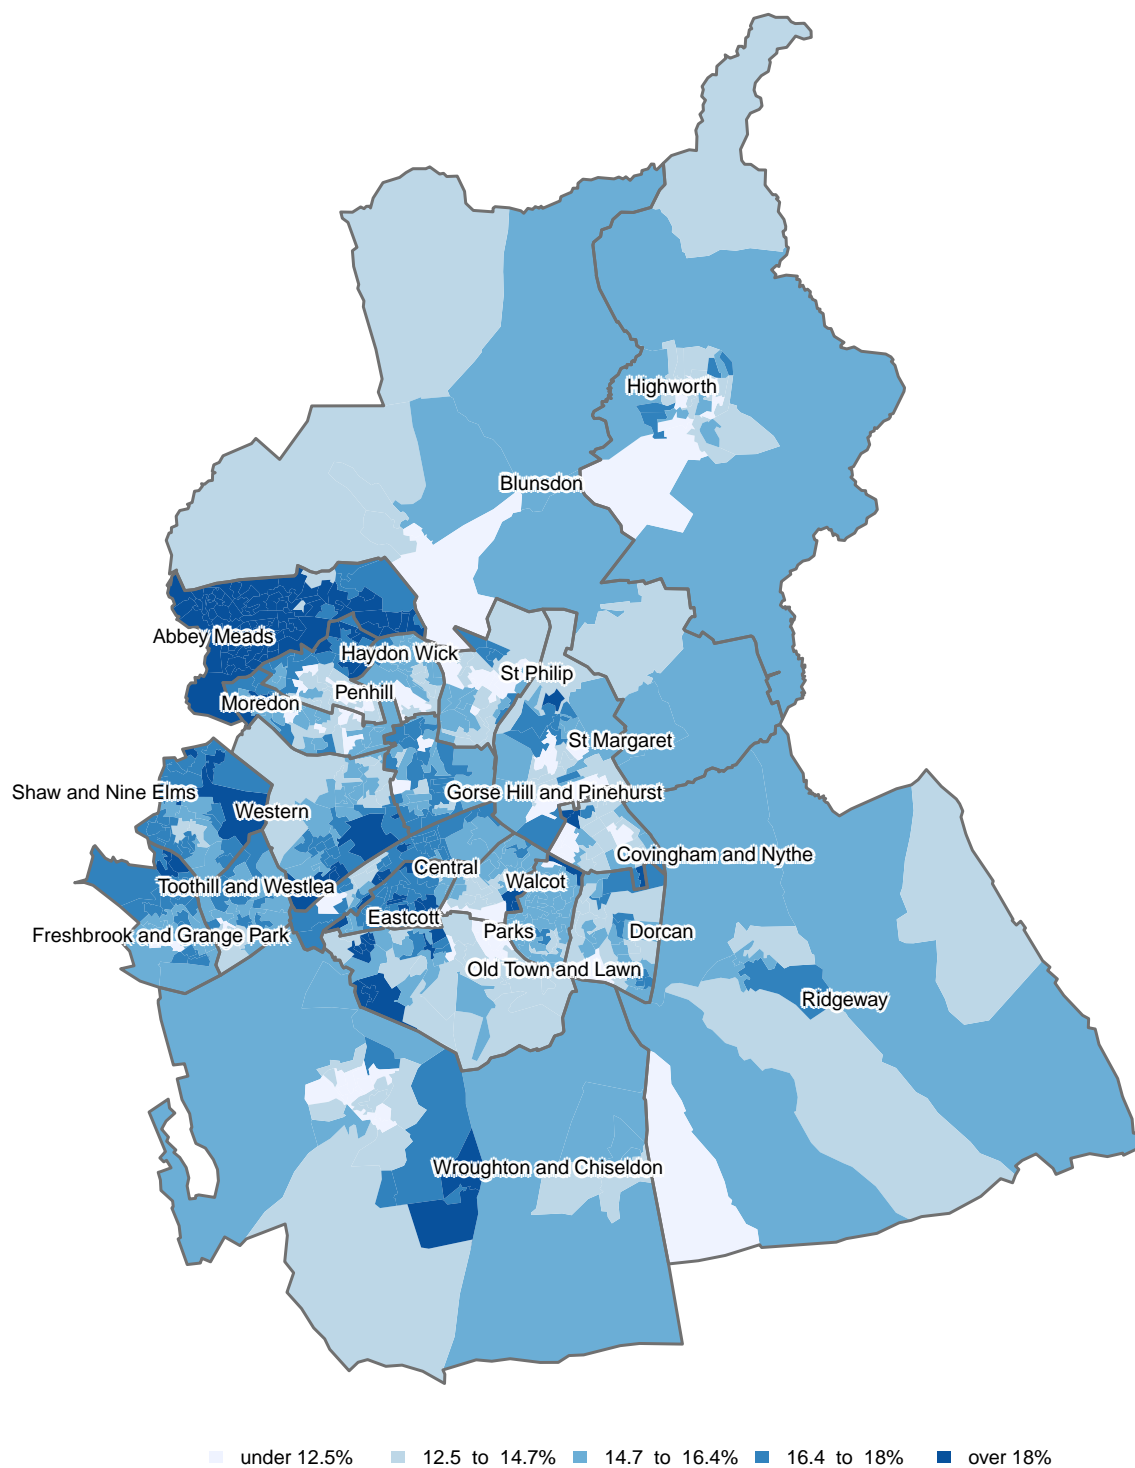 Highworth
Blunsdon
Abbey Meads
Haydon Wick
St Philip
Penhill
Moredon
St Margaret
Shaw and Nine Elms
Gorse Hill and Pinehurst
Western
Covingham and Nythe
Central
Walcot
Toothill and Westlea
Eastcott
Parks
Dorcan
Freshbrook and Grange Park
Old Town and Lawn
Ridgeway
Wroughton and Chiseldon
under 12.5% 12.5 to 14.7% 14.7 to 16.4% 16.4 to 18% over 18%